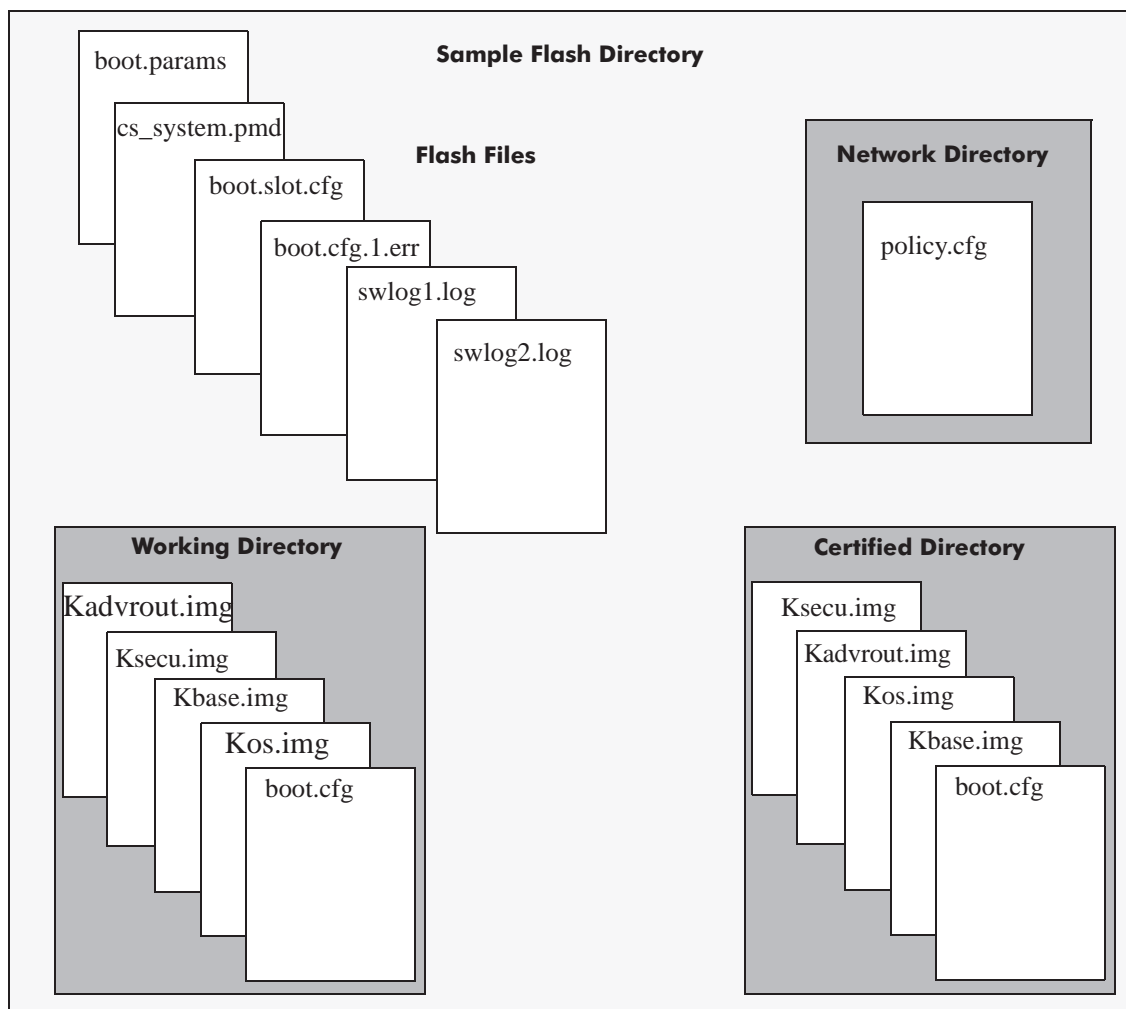 Sample Flash Directory
boot.params
cs_system.pmd
Flash Files
boot.slot.cfg
boot.cfg.1.err
swlog1.log
swlog2.log
Network Directory
policy.cfg
Working Directory
Kadvrout.img
Ksecu.img
Kbase.img
Kos.img
boot.cfg
Certified Directory
Ksecu.img
Kadvrout.img
Kos.img
Kbase.img
boot.cfg